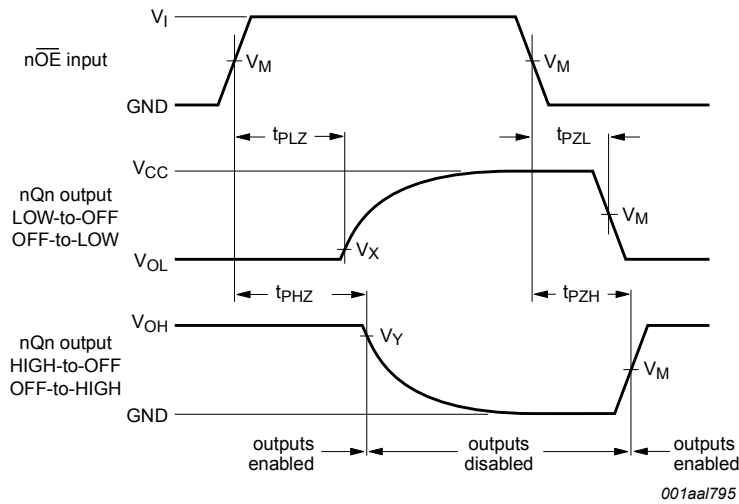 V_I
nO̅E̅ input
V_M
V_M
GND
t_PLZ
t_PZL
V_CC
nQn output
LOW-to-OFF
OFF-to-LOW
V_M
V_X
V_OL
t_PHZ
t_PZH
V_OH
V_Y
nQn output
HIGH-to-OFF
OFF-to-HIGH
V_M
GND
outputs
enabled
outputs
disabled
outputs
enabled
001aal795